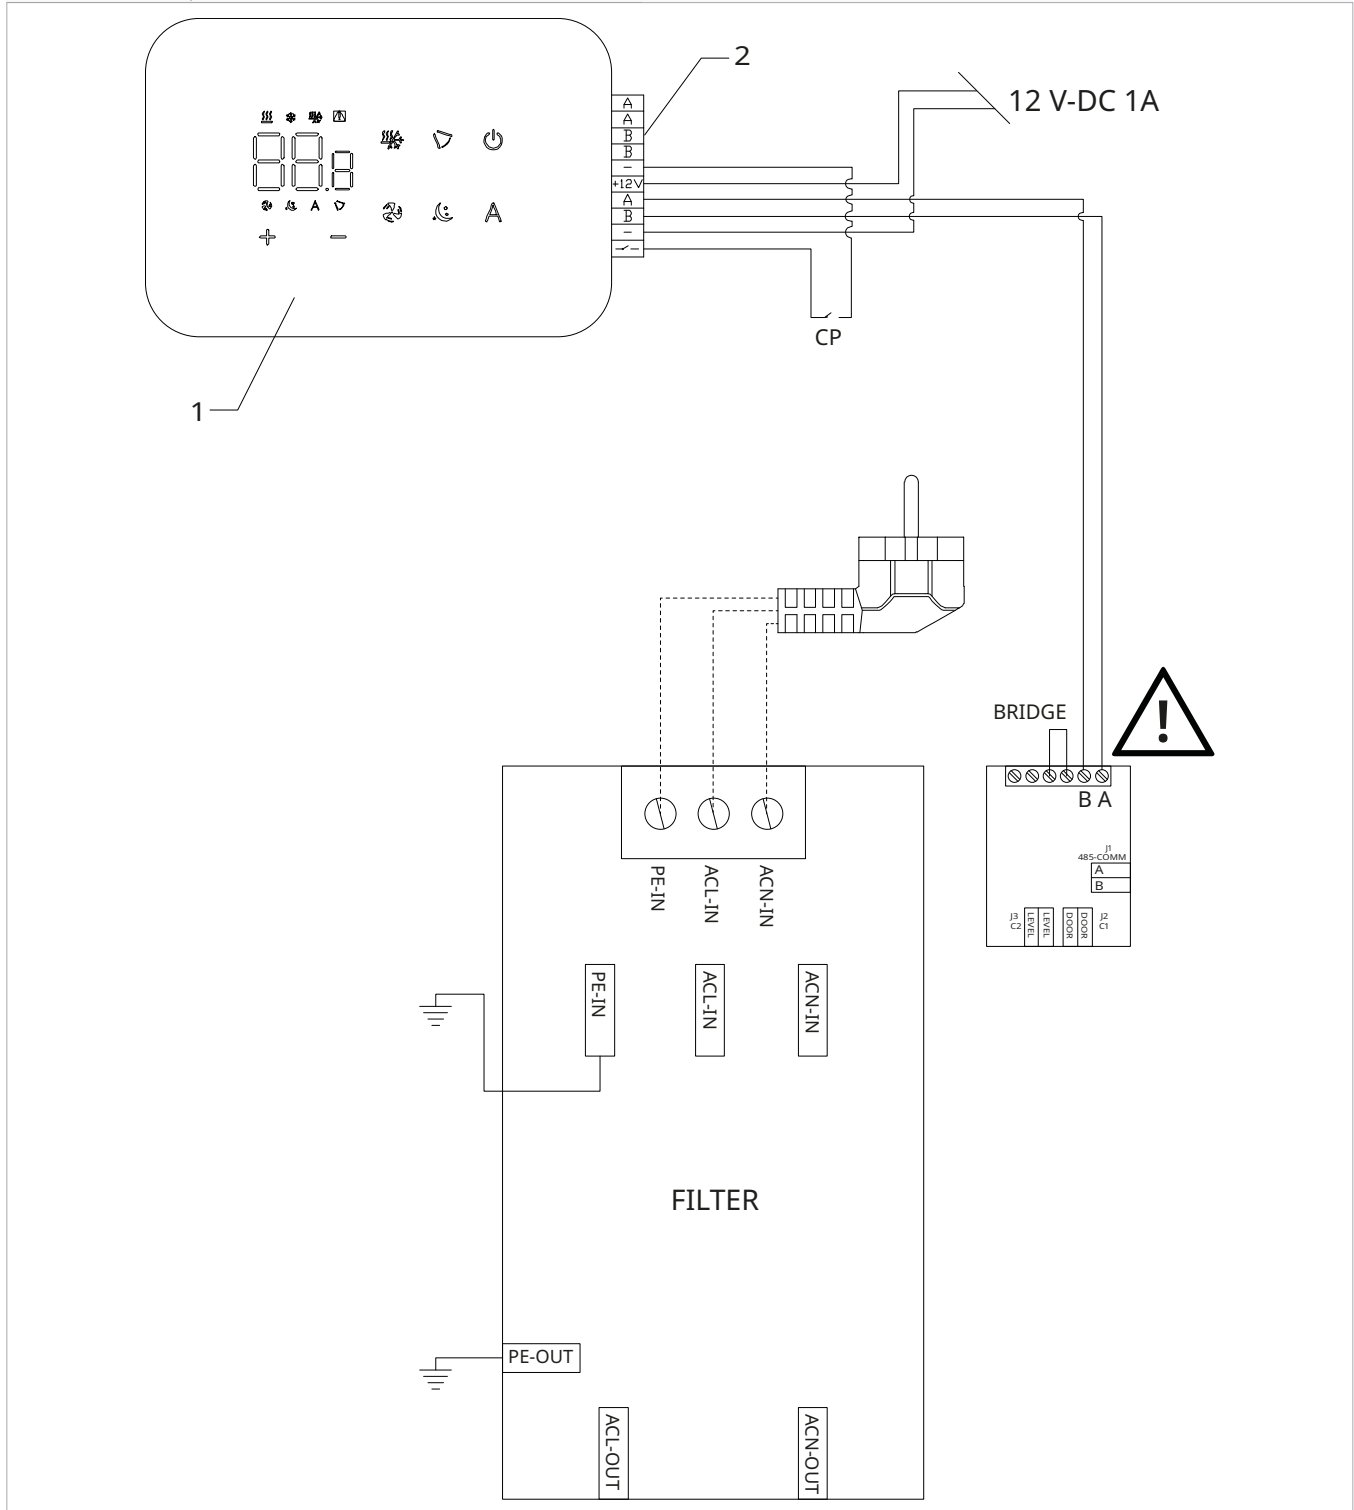 2
12 V-DC 1A
A
A
B
B
-
+12V
A
B
-
A
A
CP
1
BRIDGE
!
B A
J1
485-COMM
A
B
J3
C2
LEVEL
LEVEL
DOOR
DOOR
J2
C1
PE-IN
ACL-IN
ACN-IN
PE-IN
ACL-IN
ACN-IN
FILTER
PE-OUT
ACL-OUT
ACN-OUT